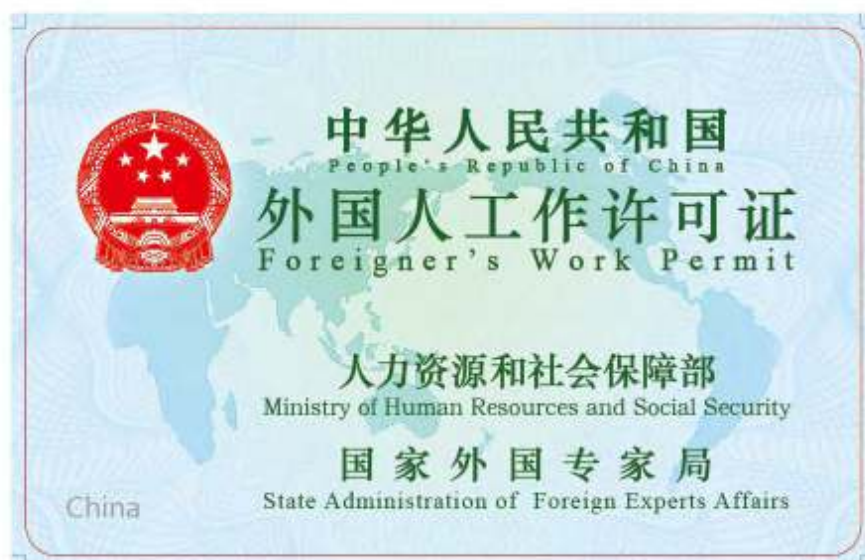 中华人民共和国
People's Republic of China
外国人工作许可证
Foreigner's Work Permit
人力资源和社会保障部
Ministry of Human Resources and Social Security
国家外国专家局
State Administration of Foreign Experts Affairs
China